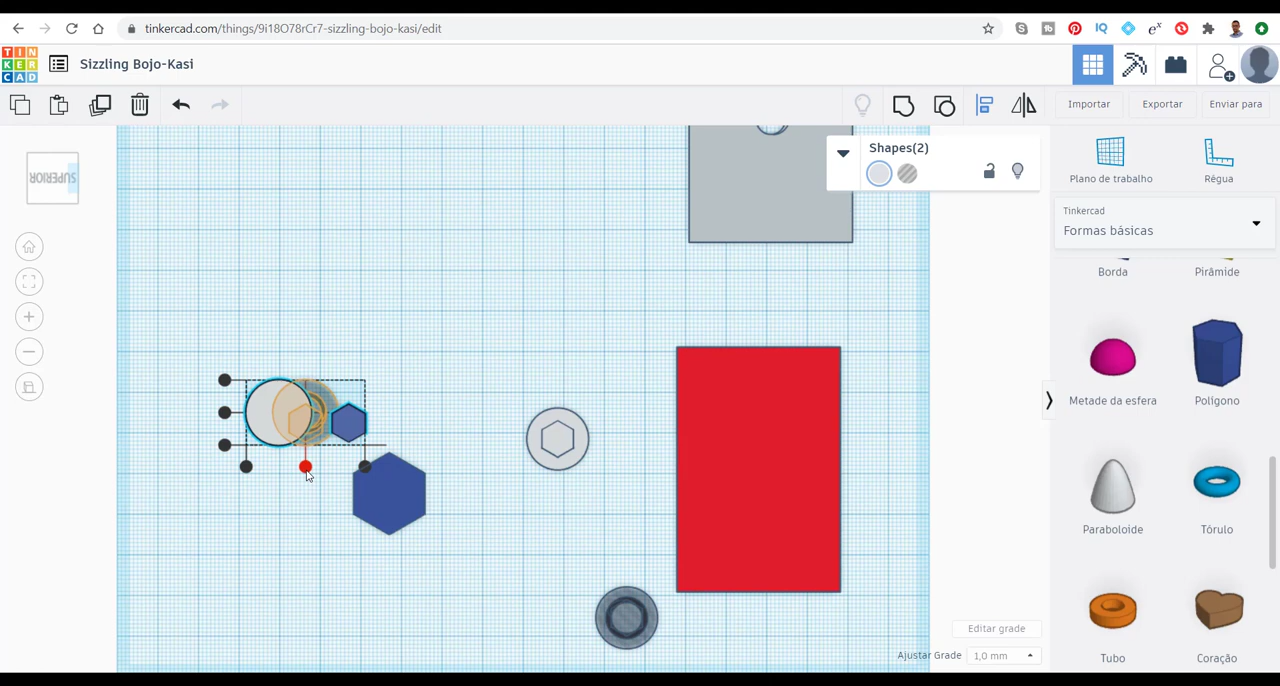 tinkercad.com/things/9i18O78rCr7-sizzling-bojo-kasi/edit
IQ
e^x
TIN
KER
CAD
Sizzling Bojo-Kasi
Importar
Exportar
Enviar para
SUPERIOR
Shapes(2)
Plano de trabalho
Régua
Tinkercad
Formas básicas
Borda
Pirâmide
Metade da esfera
Polígono
Paraboloide
Tórulo
Tubo
Coração
Editar grade
Ajustar Grade
1,0 mm